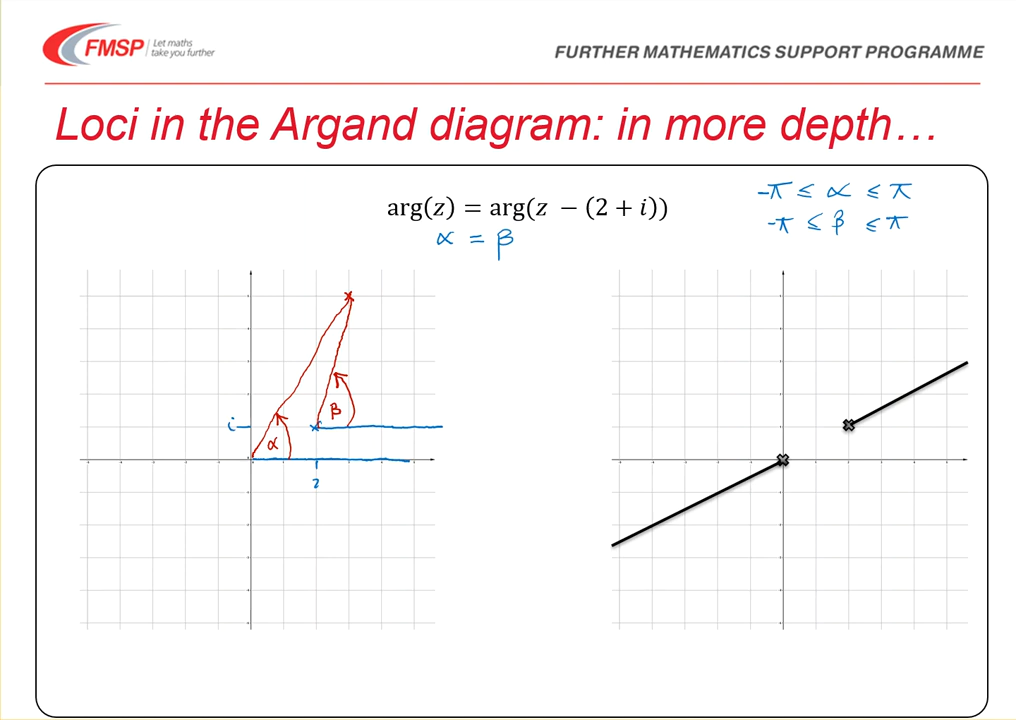 FMSP
Let maths
take you further
FURTHER MATHEMATICS SUPPORT PROGRAMME
Loci in the Argand diagram: in more depth…
arg(z) = arg(z − (2 + i))
α = β
-π ≤ α ≤ π
-π ≤ β ≤ π
β
i
α
2